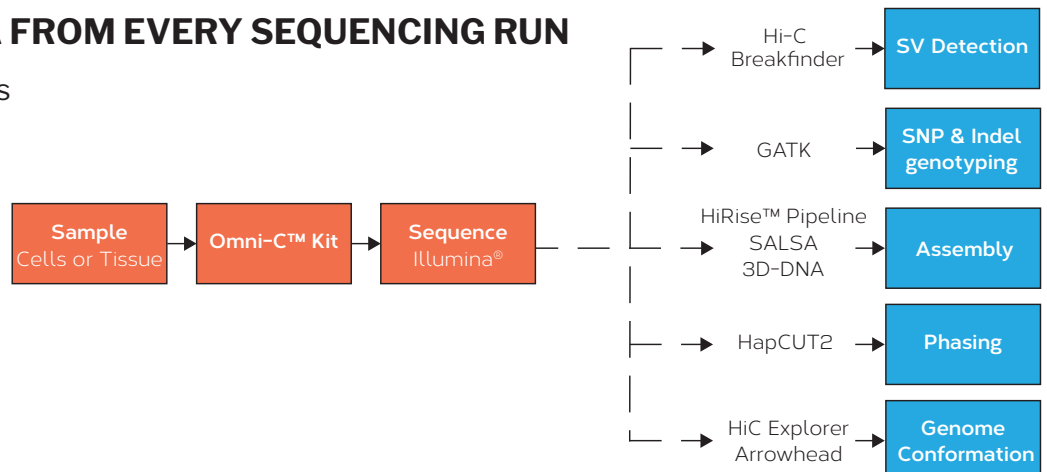 FROM EVERY SEQUENCING RUN
Sample
Cells or Tissue
Omni-C™ Kit
Sequence
Illumina®
Hi-C
Breakfinder
SV Detection
GATK
SNP & Indel
genotyping
HiRise™ Pipeline
SALSA
3D-DNA
Assembly
HapCUT2
Phasing
HiC Explorer
Arrowhead
Genome
Conformation